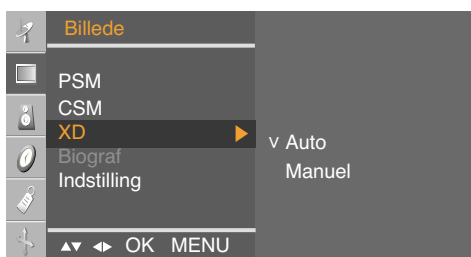 Billede
PSM
CSM
XD
Biograf
Indstilling
v Auto
Manuel
OK MENU